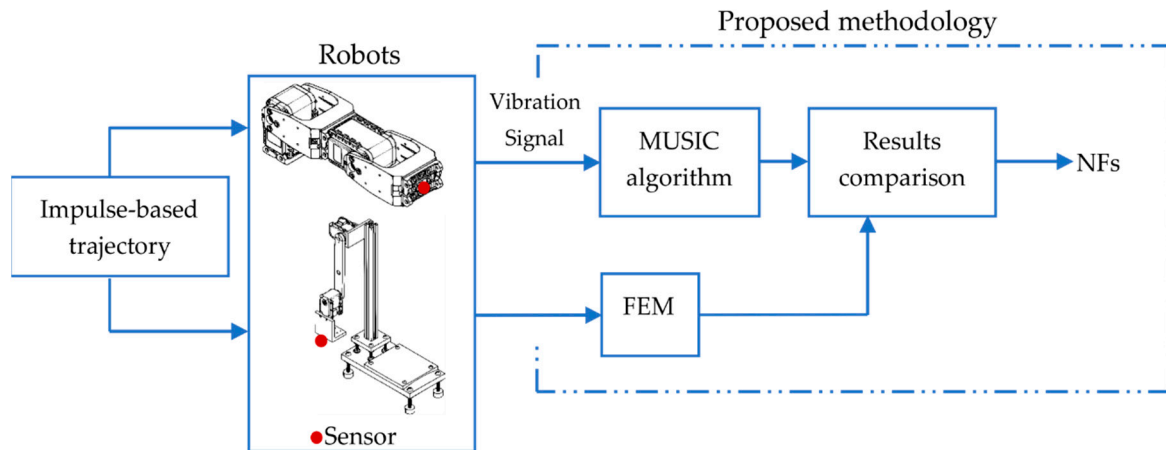 Proposed methodology
Robots
Vibration
Signal
MUSIC
algorithm
Results
comparison
NFs
Impulse-based
trajectory
FEM
Sensor